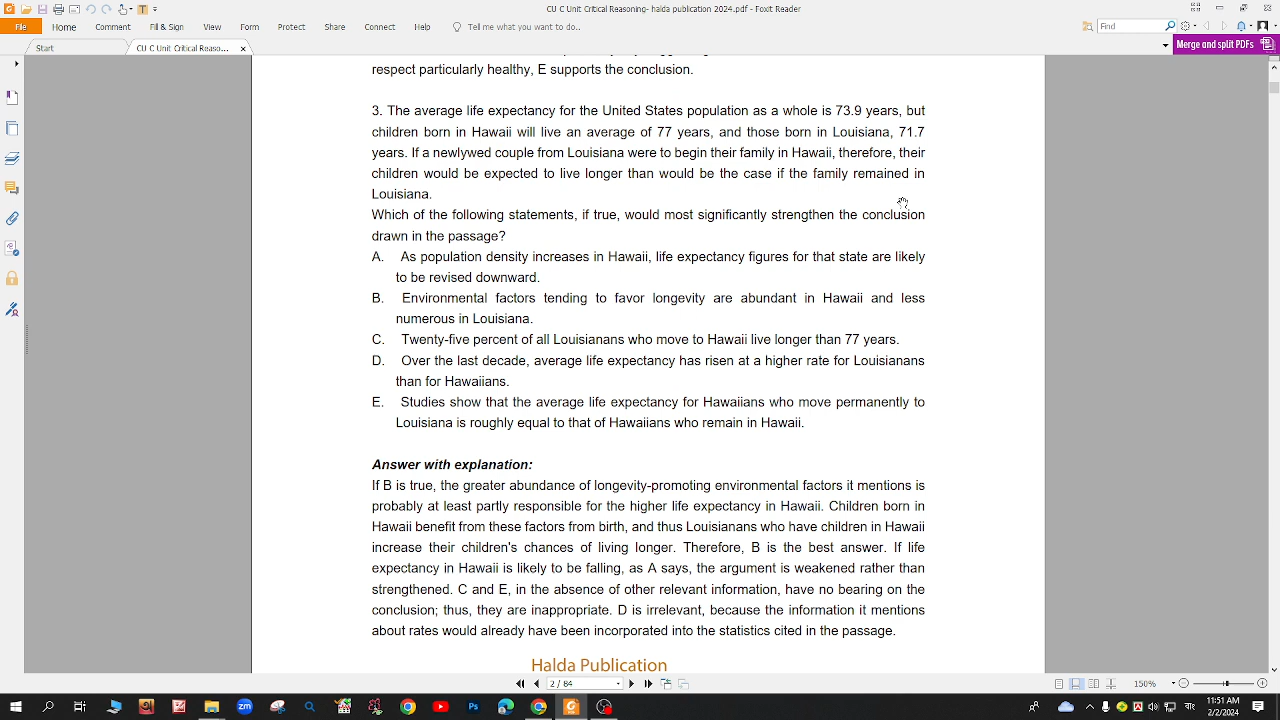 CU C Unit Critical Reasoning- halda publication 2024.pdf - Foxit Reader
File Home Comment Fill & Sign View Form Protect Share Connect Help Tell me what you want to do.. Find
Start CU C Unit Critical Reaso... Merge and split PDFs
respect particularly healthy, E supports the conclusion.
3. The average life expectancy for the United States population as a whole is 73.9 years, but
children born in Hawaii will live an average of 77 years, and those born in Louisiana, 71.7
years. If a newlywed couple from Louisiana were to begin their family in Hawaii, therefore, their
children would be expected to live longer than would be the case if the family remained in
Louisiana.
Which of the following statements, if true, would most significantly strengthen the conclusion
drawn in the passage?
A. As population density increases in Hawaii, life expectancy figures for that state are likely
to be revised downward.
B. Environmental factors tending to favor longevity are abundant in Hawaii and less
numerous in Louisiana.
C. Twenty-five percent of all Louisianans who move to Hawaii live longer than 77 years.
D. Over the last decade, average life expectancy has risen at a higher rate for Louisianans
than for Hawaiians.
E. Studies show that the average life expectancy for Hawaiians who move permanently to
Louisiana is roughly equal to that of Hawaiians who remain in Hawaii.
Answer with explanation:
If B is true, the greater abundance of longevity-promoting environmental factors it mentions is
probably at least partly responsible for the higher life expectancy in Hawaii. Children born in
Hawaii benefit from these factors from birth, and thus Louisianans who have children in Hawaii
increase their children's chances of living longer. Therefore, B is the best answer. If life
expectancy in Hawaii is likely to be falling, as A says, the argument is weakened rather than
strengthened. C and E, in the absence of other relevant information, have no bearing on the
conclusion; thus, they are inappropriate. D is irrelevant, because the information it mentions
about rates would already have been incorporated into the statistics cited in the passage.
Halda Publication
2 / 84 150%
11:51 AM
2/2/2024